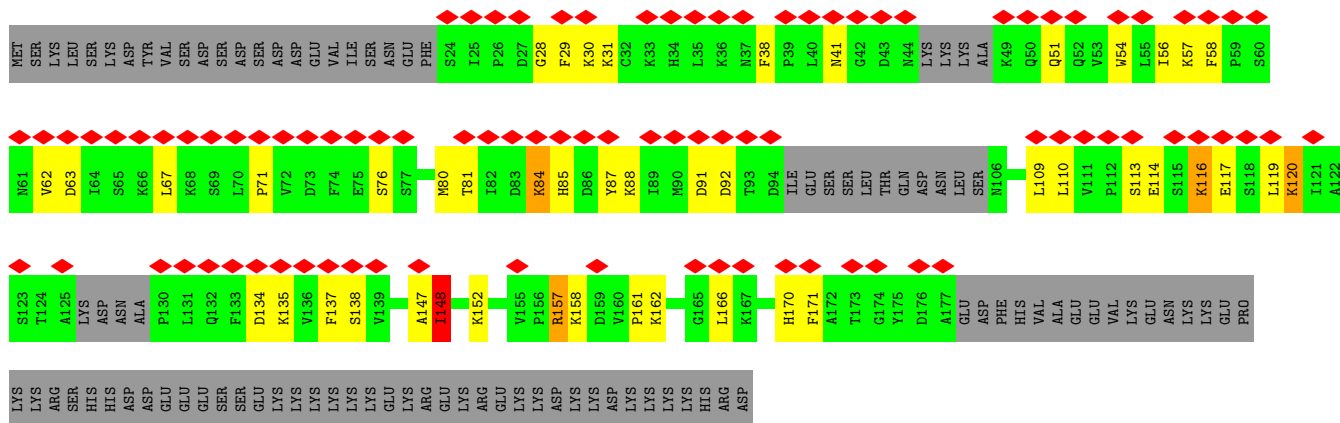 MET SER LYS LEU SER LYS ASP TYR VAL SER ASP SER ASP SER ASP ASP GLU VAL ILE SER ASN GLU PHE S24 I25 P26 D27 G28 F29 K30 K31 C32 K33 H34 L35 K36 N37 F38 P39 L40 N41 G42 D43 N44 LYS LYS LYS ALA K49 Q50 Q51 Q52 V53 W54 L55 I56 K57 F58 P59 S60
N61 V62 D63 I64 S65 K66 L67 K68 S69 L70 P71 V72 D73 F74 E75 S76 S77 M80 T81 I82 D83 K84 H85 D86 Y87 K88 I89 M90 D91 D92 T93 D94 ILE GLU SER SER LEU THR GLN ASP ASN LEU SER N106 L109 L110 V111 P112 S113 E114 S115 K116 E117 S118 L119 K120 T121 A122
S123 T124 A125 LYS ASP ASN ALA P130 L131 Q132 F133 D134 K135 V136 F137 S138 V139 A147 I148 K152 V155 P156 R157 K158 D159 V160 P161 K162 G165 L166 K167 H170 F171 A172 T173 G174 Y175 D176 A177 GLU ASP PHE HIS VAL ALA GLU GLU VAL LYS GLU ASN LYS LYS GLU PRO
LYS LYS ARG SER HIS HIS ASP ASP GLU GLU GLU SER SER GLU LYS LYS LYS LYS LYS GLU LYS ARG GLU LYS ARG GLU LYS LYS ASP LYS LYS ASP LYS LYS LYS LYS HIS ARG ASP